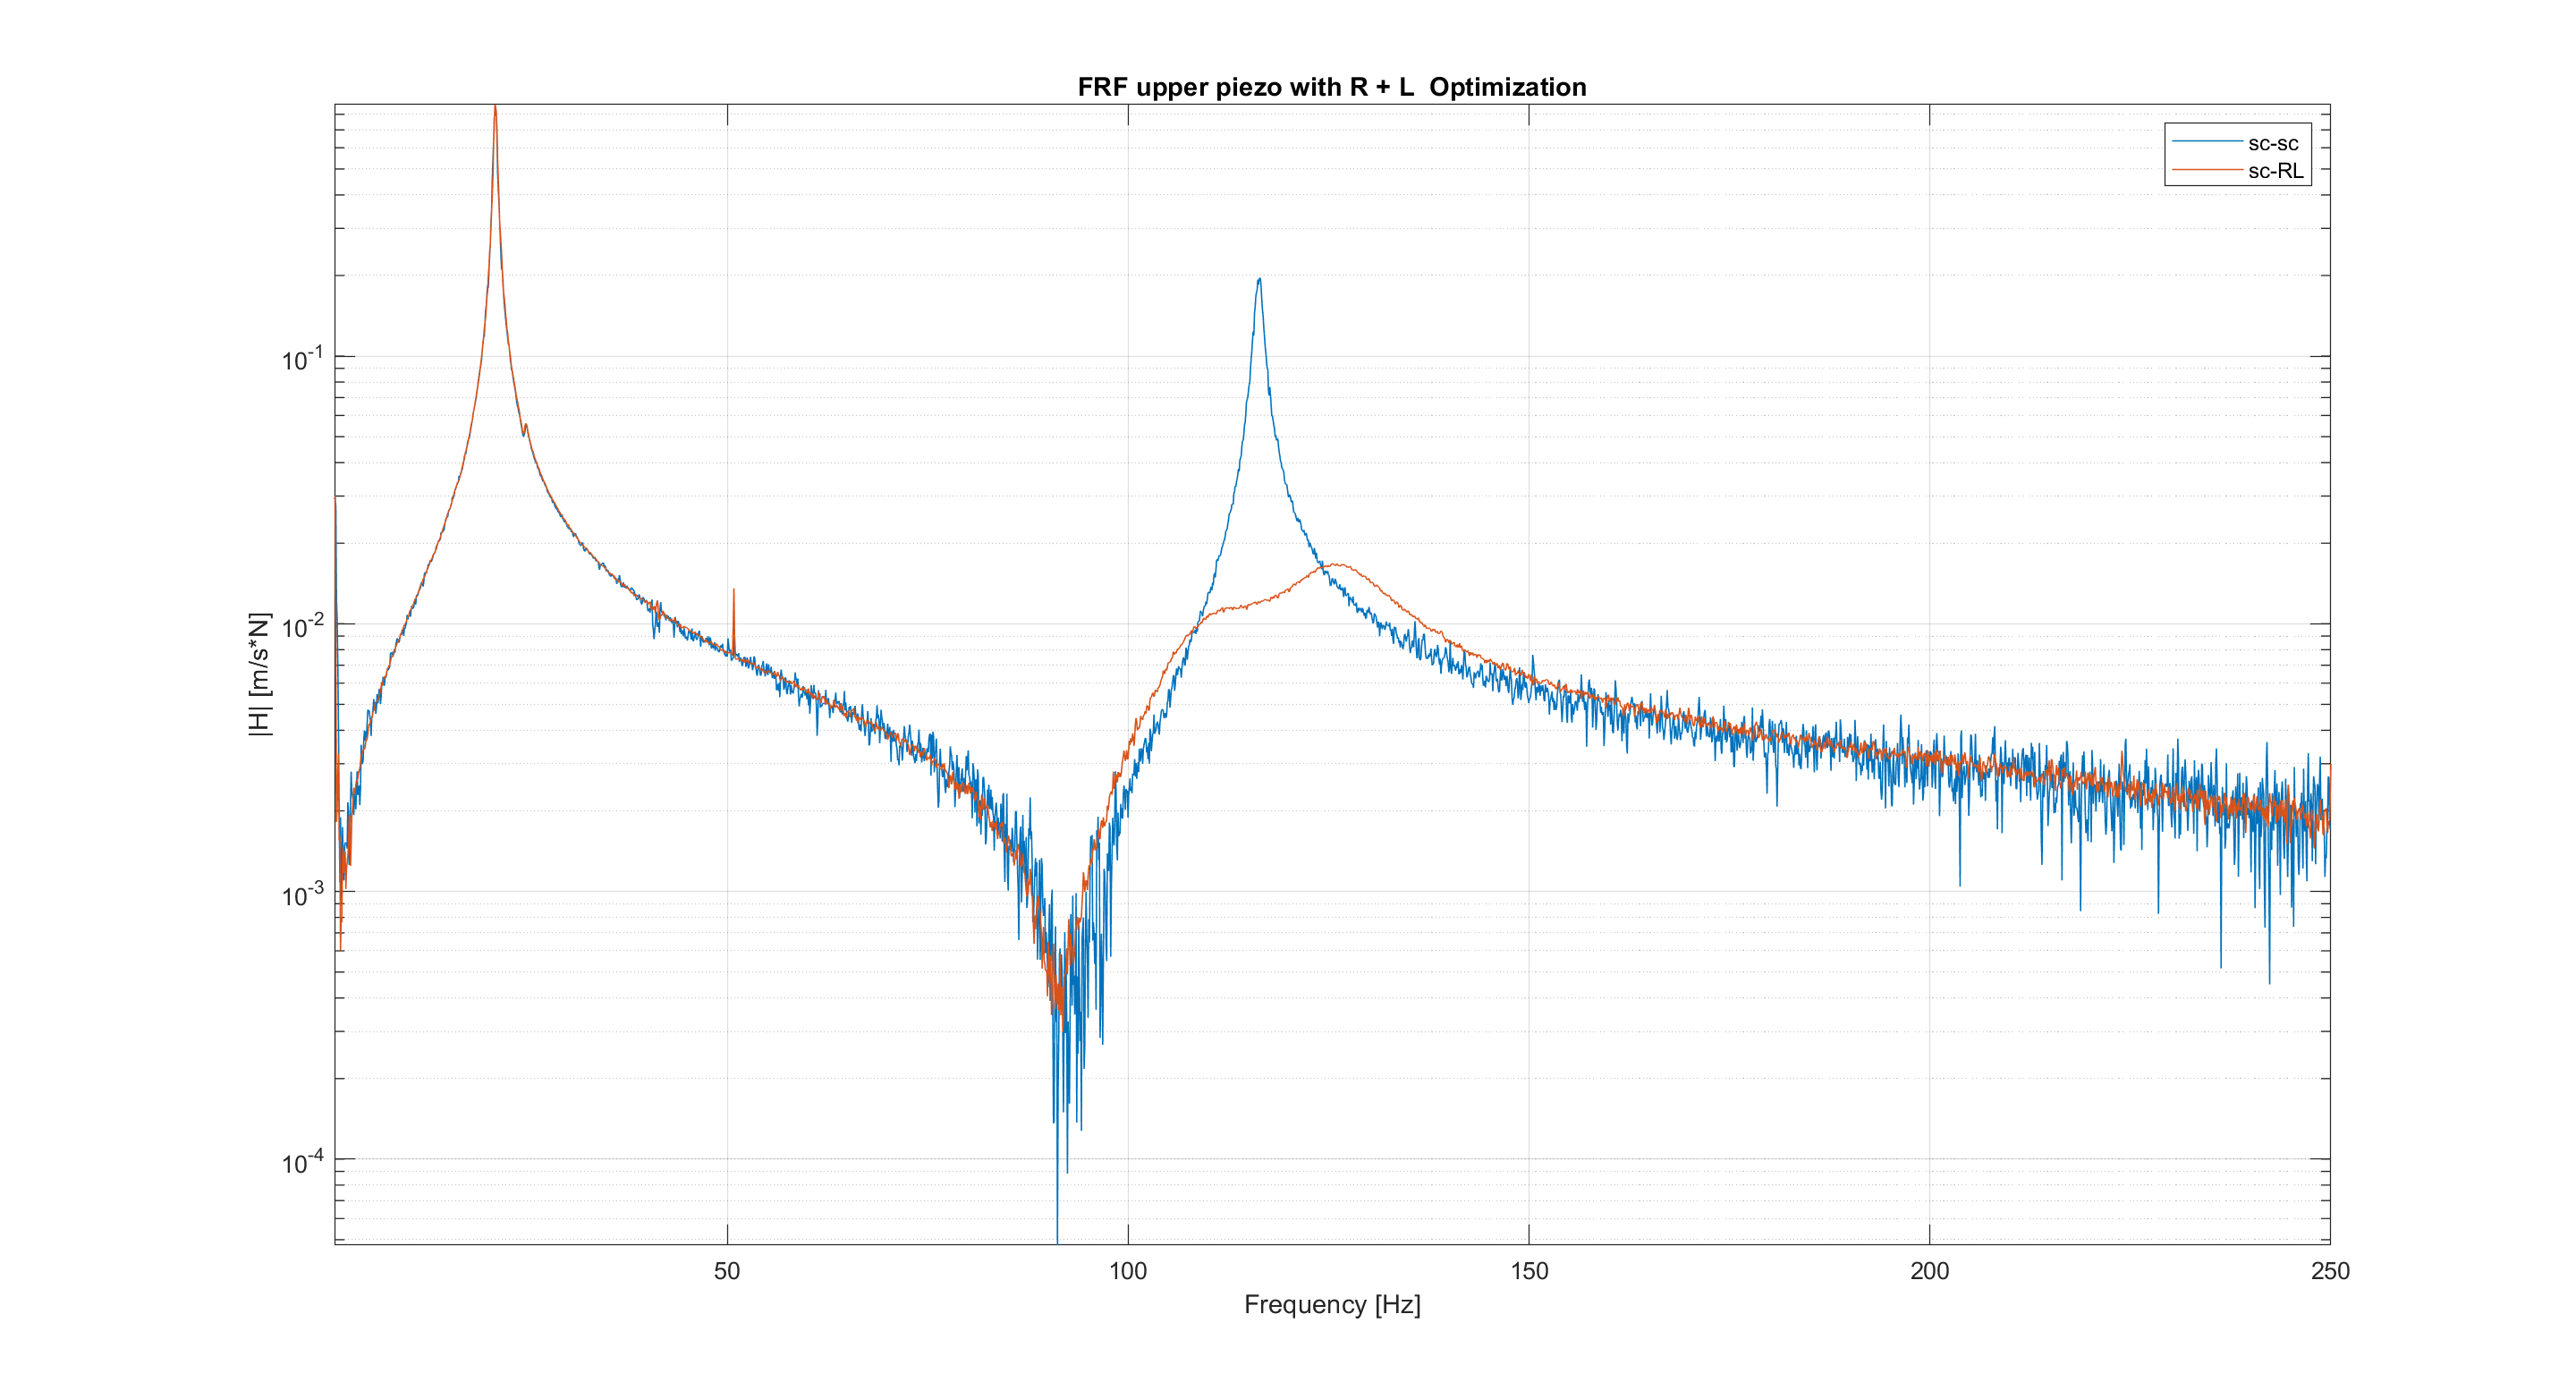 FRF upper piezo with R + L  Optimization
sc-sc
sc-RL
|H| [m/s*N]
10^-1
10^-2
10^-3
10^-4
50
100
150
200
250
Frequency [Hz]